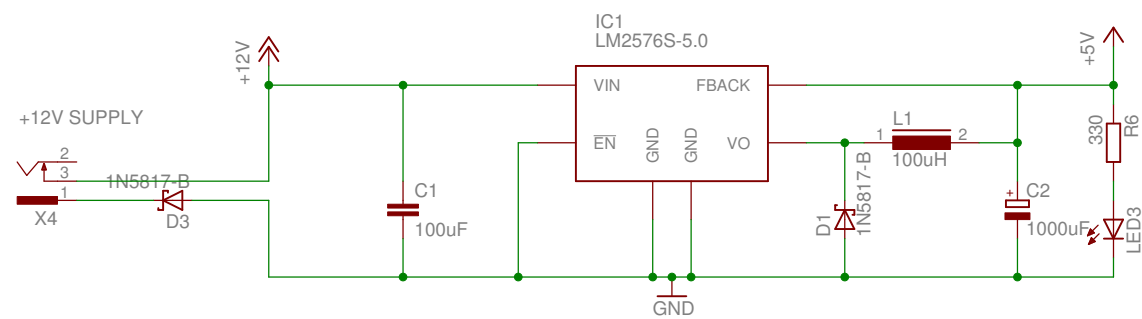 IC1
LM2576S-5.0
+12V
+5V
VIN
FBACK
+12V SUPPLY
L1
R6
330
EN
GND
GND
VO
1
2
100uH
2
3
1N5817-B
1
X4
D3
C1
100uF
D1
1N5817-B
+
C2
1000uF
LED3
GND